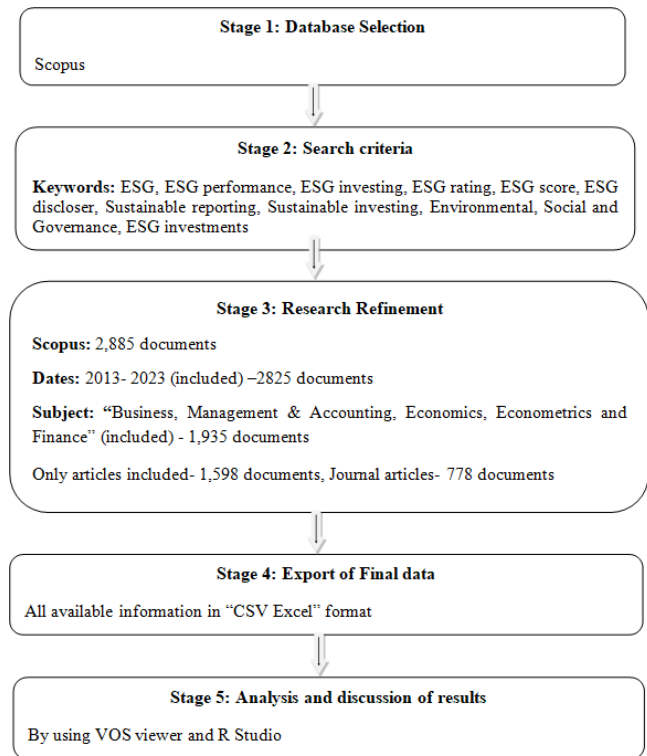 Stage 1: Database Selection
Scopus
Stage 2: Search criteria
Keywords: ESG, ESG performance, ESG investing, ESG rating, ESG score, ESG
discloser, Sustainable reporting, Sustainable investing, Environmental, Social and
Governance, ESG investments
Stage 3: Research Refinement
Scopus: 2,885 documents
Dates: 2013- 2023 (included) –2825 documents
Subject: “Business, Management & Accounting, Economics, Econometrics and
Finance” (included) - 1,935 documents
Only articles included- 1,598 documents, Journal articles- 778 documents
Stage 4: Export of Final data
All available information in “CSV Excel” format
Stage 5: Analysis and discussion of results
By using VOS viewer and R Studio